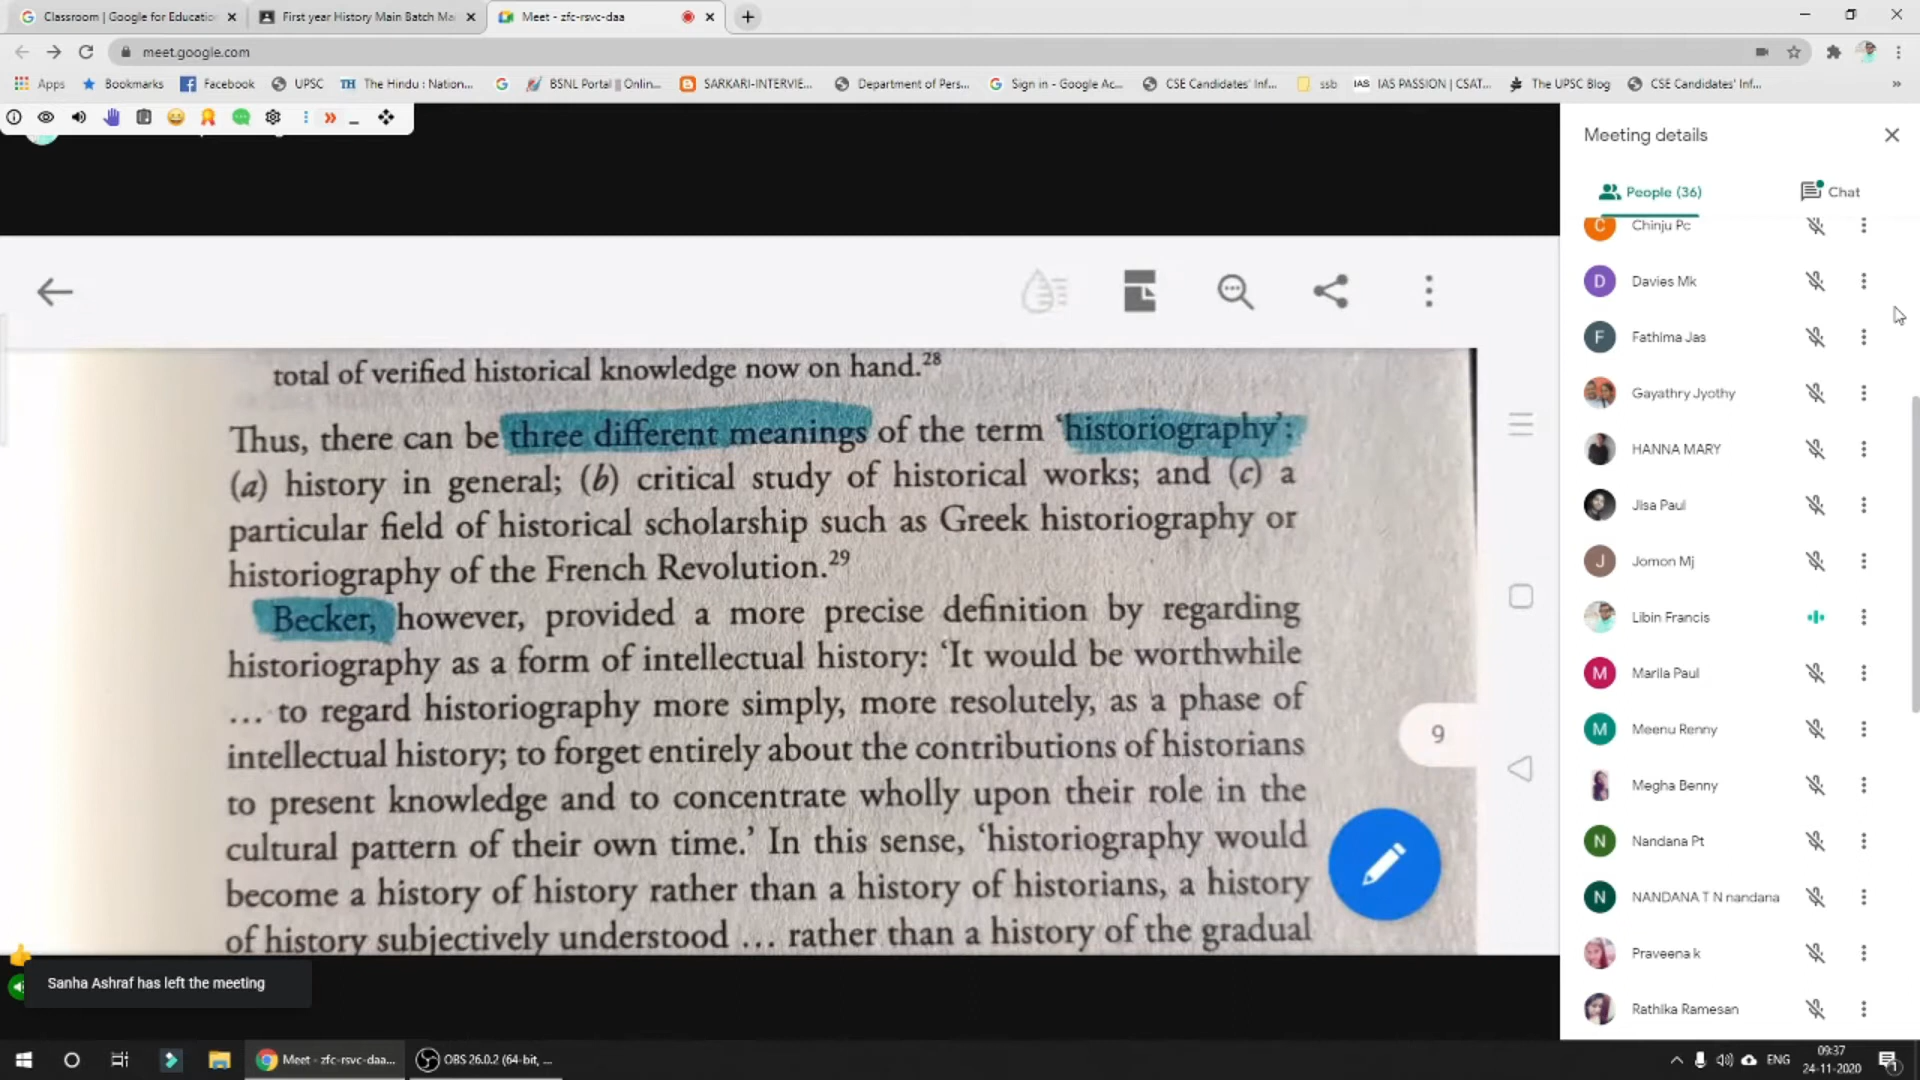 Classroom | Google for Educatio
First year History Main Batch Ma
Meet - zfc-rsvc-daa
meet.google.com
Apps
Bookmarks
Facebook
UPSC
TH The Hindu : Nation...
BSNL Portal || Onlin...
SARKARI-INTERVIE...
Department of Pers...
Sign in - Google Ac...
CSE Candidates' Inf...
ssb
IAS IAS PASSION | CSAT...
The UPSC Blog
CSE Candidates' Inf...
total of verified historical knowledge now on hand.28
Thus, there can be three different meanings of the term ‘historiography’:
(a) history in general; (b) critical study of historical works; and (c) a
particular field of historical scholarship such as Greek historiography or
historiography of the French Revolution.29
Becker, however, provided a more precise definition by regarding
historiography as a form of intellectual history: ‘It would be worthwhile
... to regard historiography more simply, more resolutely, as a phase of
intellectual history; to forget entirely about the contributions of historians
to present knowledge and to concentrate wholly upon their role in the
cultural pattern of their own time.’ In this sense, ‘historiography would
become a history of history rather than a history of historians, a history
of history subjectively understood ... rather than a history of the gradual
9
Sanha Ashraf has left the meeting
Meeting details
People (36)
Chat
C Chinju Pc
D Davies Mk
F Fathima Jas
Gayathry Jyothy
HANNA MARY
Jisa Paul
J Jomon Mj
Libin Francis
M Marila Paul
M Meenu Renny
Megha Benny
N Nandana Pt
N NANDANA T N nandana
Praveena k
Rathika Ramesan
Meet - zfc-rsvc-daa...
OBS 26.0.2 (64-bit, ...
ENG
09:37
24-11-2020
1